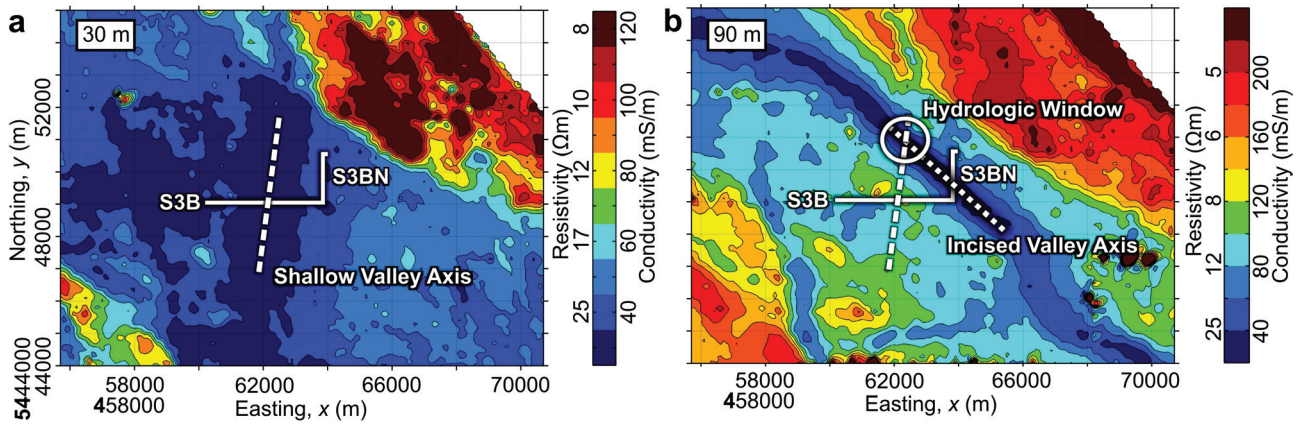 a
30 m
S3BN
S3B
Shallow Valley Axis
Northing, y (m)
52000
48000
44000
5444000
58000
62000
66000
70000
458000
Easting, x (m)
Resistivity (Ωm)
8
10
12
17
25
Conductivity (mS/m)
120
100
80
60
40
b
90 m
Hydrologic Window
S3BN
S3B
Incised Valley Axis
58000
62000
66000
70000
458000
Easting, x (m)
Resistivity (Ωm)
5
6
8
12
25
Conductivity (mS/m)
200
160
120
80
40